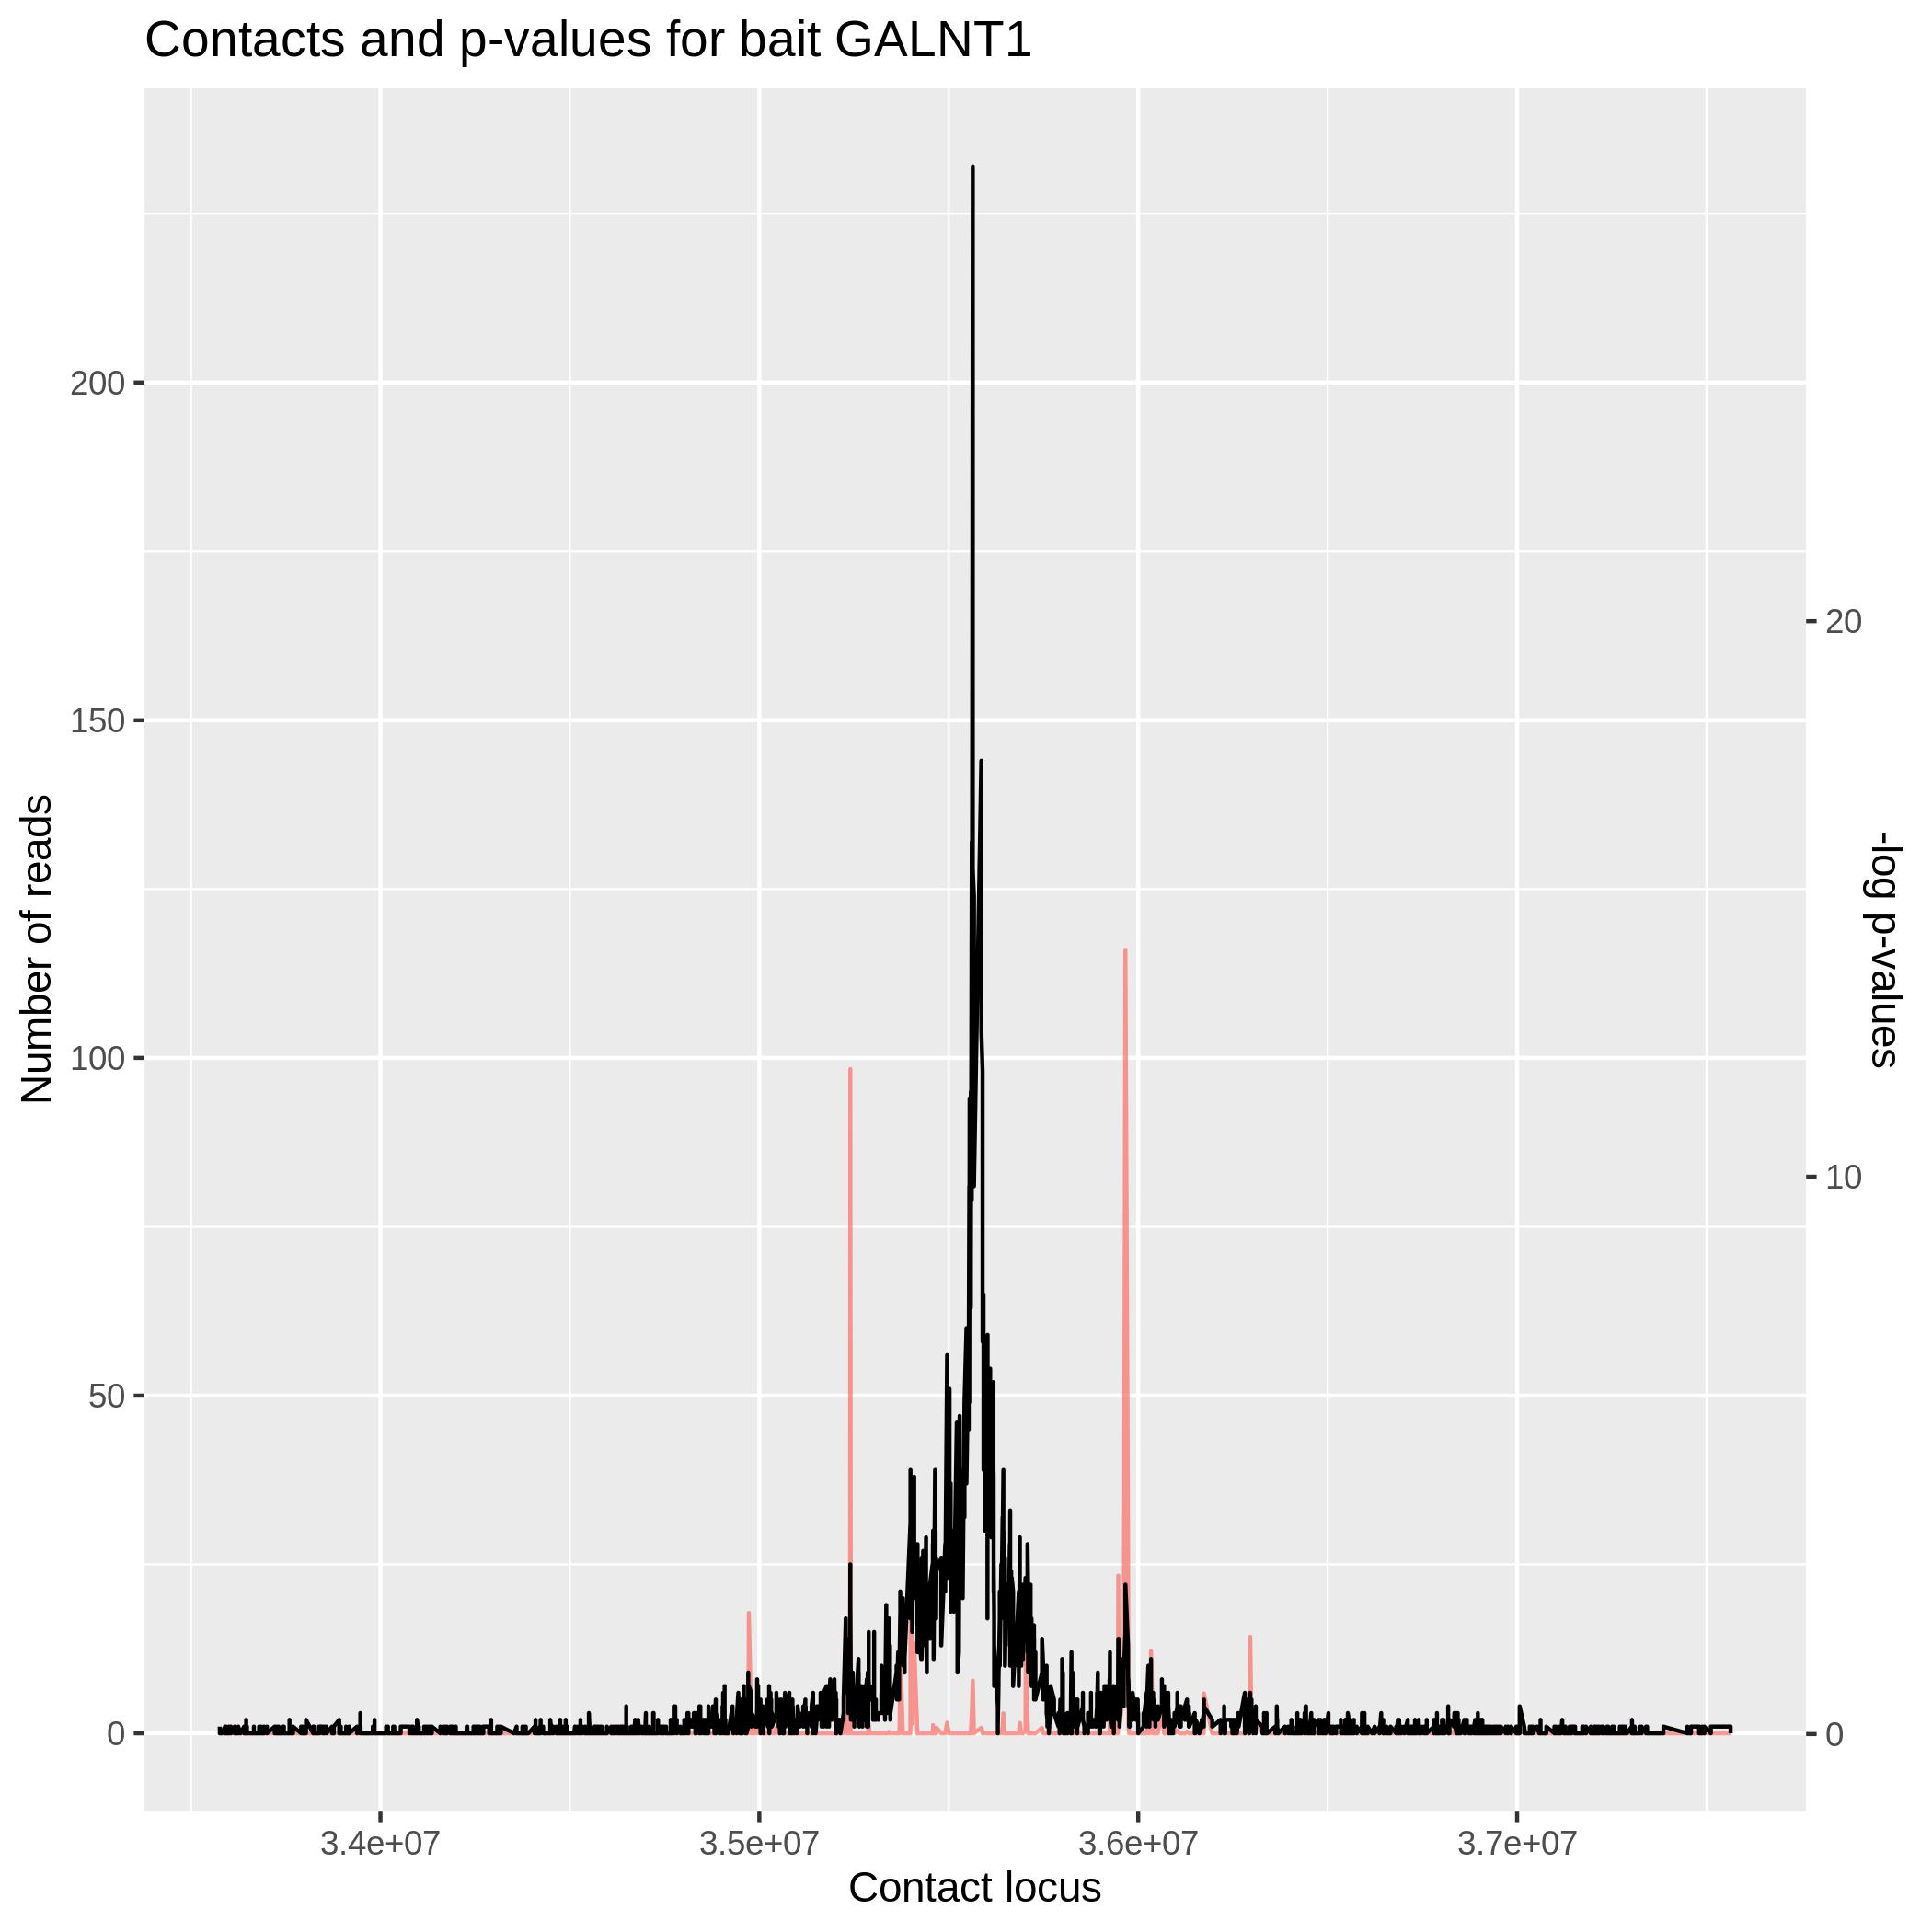 Contacts and p-values for bait GALNT1
Number of reads
200
150
100
50
0
20
10
0
-log p-values
3.4e+07
3.5e+07
3.6e+07
3.7e+07
Contact locus